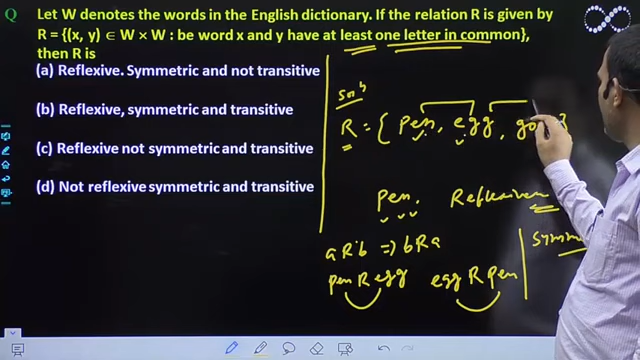 Q Let W denotes the words in the English dictionary. If the relation R is given by
R = {(x, y) ∈ W × W : be word x and y have at least one letter in common},
then R is
(a) Reflexive. Symmetric and not transitive
(b) Reflexive, symmetric and transitive
(c) Reflexive not symmetric and transitive
(d) Not reflexive symmetric and transitive
Solⁿ
R = { pen, egg,
pen, Reflexive
aRb ⇒ bRa
pen R egg egg R pen
Symm